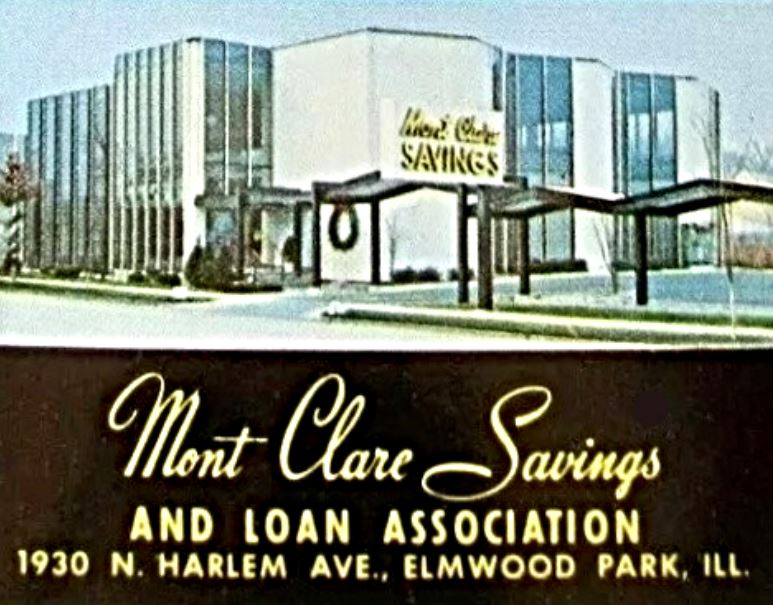 Mont Clare
SAVINGS
Mont Clare Savings
AND LOAN ASSOCIATION
1930 N. HARLEM AVE., ELMWOOD PARK, ILL.